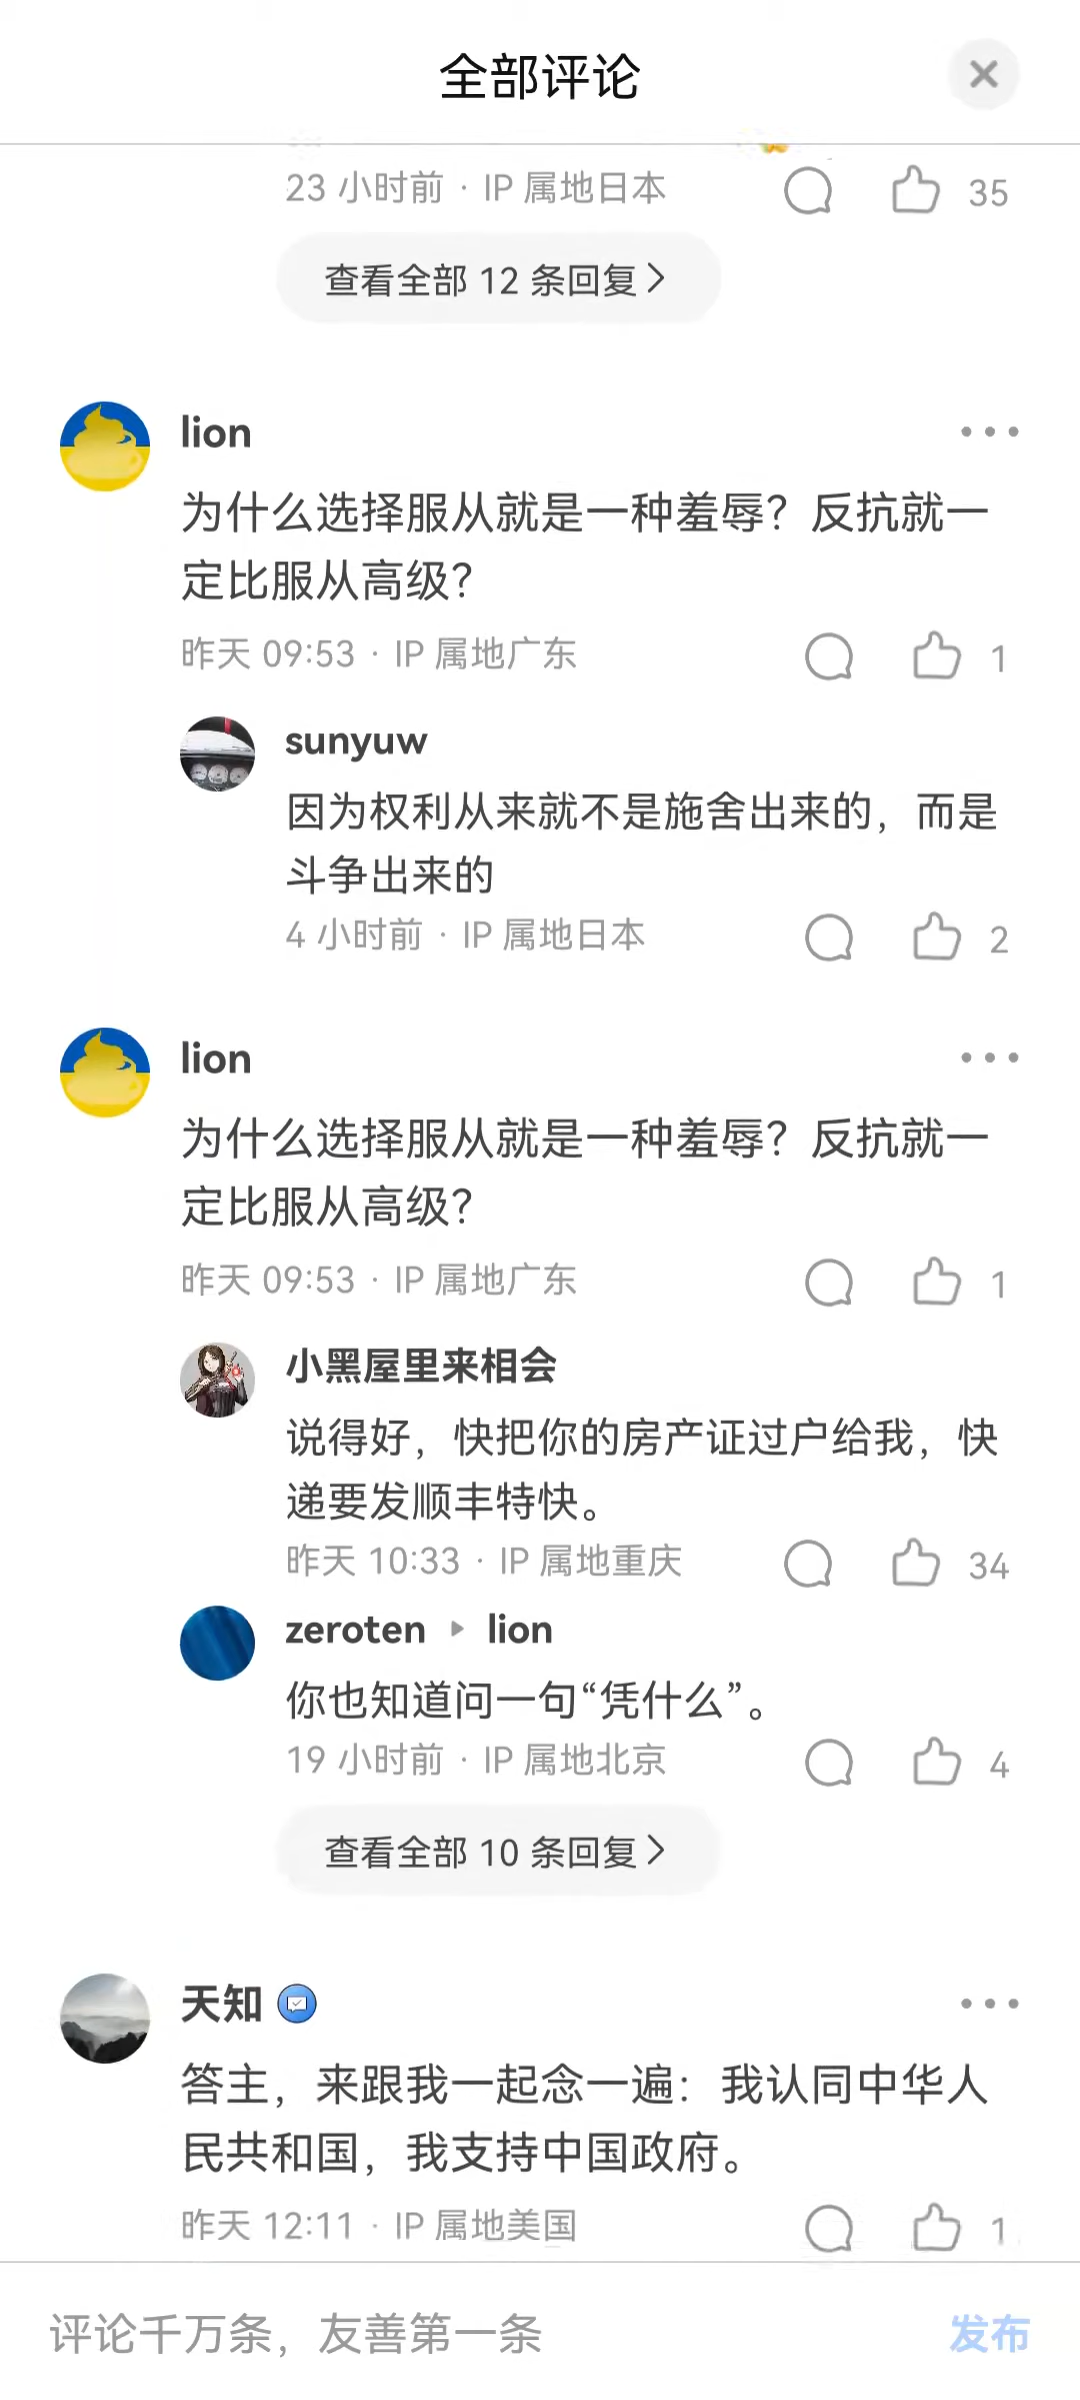 全部评论
23 小时前 · IP 属地日本
35
查看全部 12 条回复
lion
为什么选择服从就是一种羞辱？反抗就一
定比服从高级？
昨天 09:53 · IP 属地广东
1
sunyuw
因为权利从来就不是施舍出来的，而是
斗争出来的
4 小时前 · IP 属地日本
2
lion
为什么选择服从就是一种羞辱？反抗就一
定比服从高级？
昨天 09:53 · IP 属地广东
1
小黑屋里来相会
说得好，快把你的房产证过户给我，快
递要发顺丰特快。
昨天 10:33 · IP 属地重庆
34
zeroten ▸ lion
你也知道问一句“凭什么”。
19 小时前 · IP 属地北京
4
查看全部 10 条回复
天知
答主，来跟我一起念一遍：我认同中华人
民共和国，我支持中国政府。
昨天 12:11 · IP 属地美国
1
评论千万条，友善第一条
发布